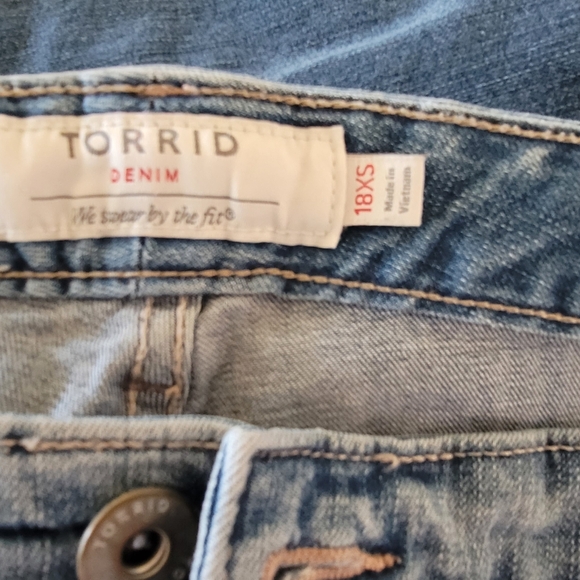 TORRID
DENIM
We swear by the fit®
18XS
Made in
Vietnam
TORRID